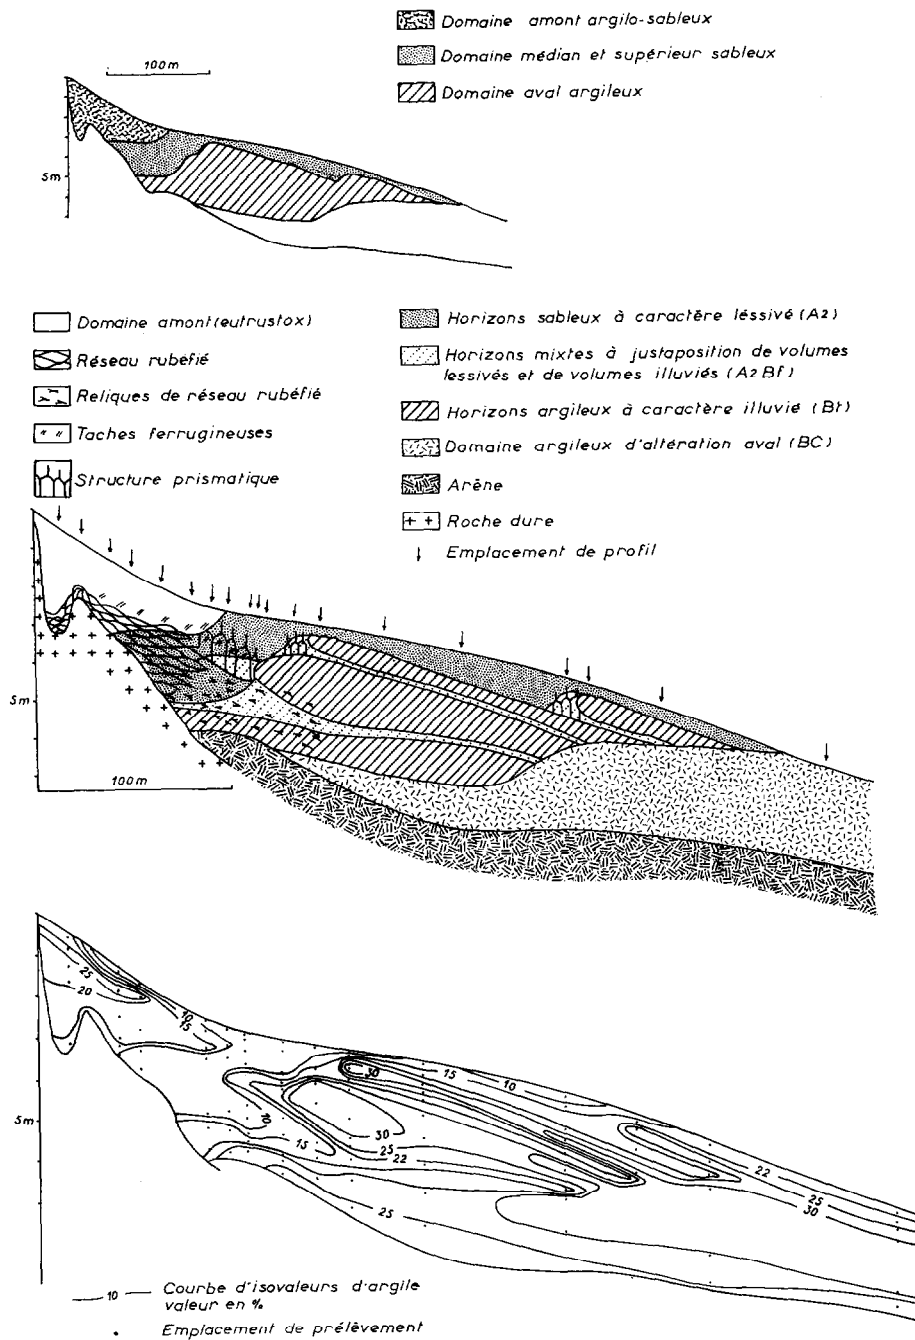 Domaine amont argilo-sableux
Domaine médian et supérieur sableux
Domaine aval argileux
100m
5m
Domaine amont (eutrustox)
Réseau rubéfié
Reliques de réseau rubéfié
Taches ferrugineuses
Structure prismatique
Horizons sableux à caractère léssivé (A2)
Horizons mixtes à justaposition de volumes
lessivés et de volumes illuviés (A2 Bt)
Horizons argileux à caractère illuvié (Bt)
Domaine argileux d'altération aval (BC)
Arêne
Roche dure
Emplacement de profil
5m
100m
25
20
10
15
30
15
10
10
15
30
25
22
22
25
30
25
5m
10 Courbe d'isovaleurs d'argile
valeur en %
Emplacement de prélèvement